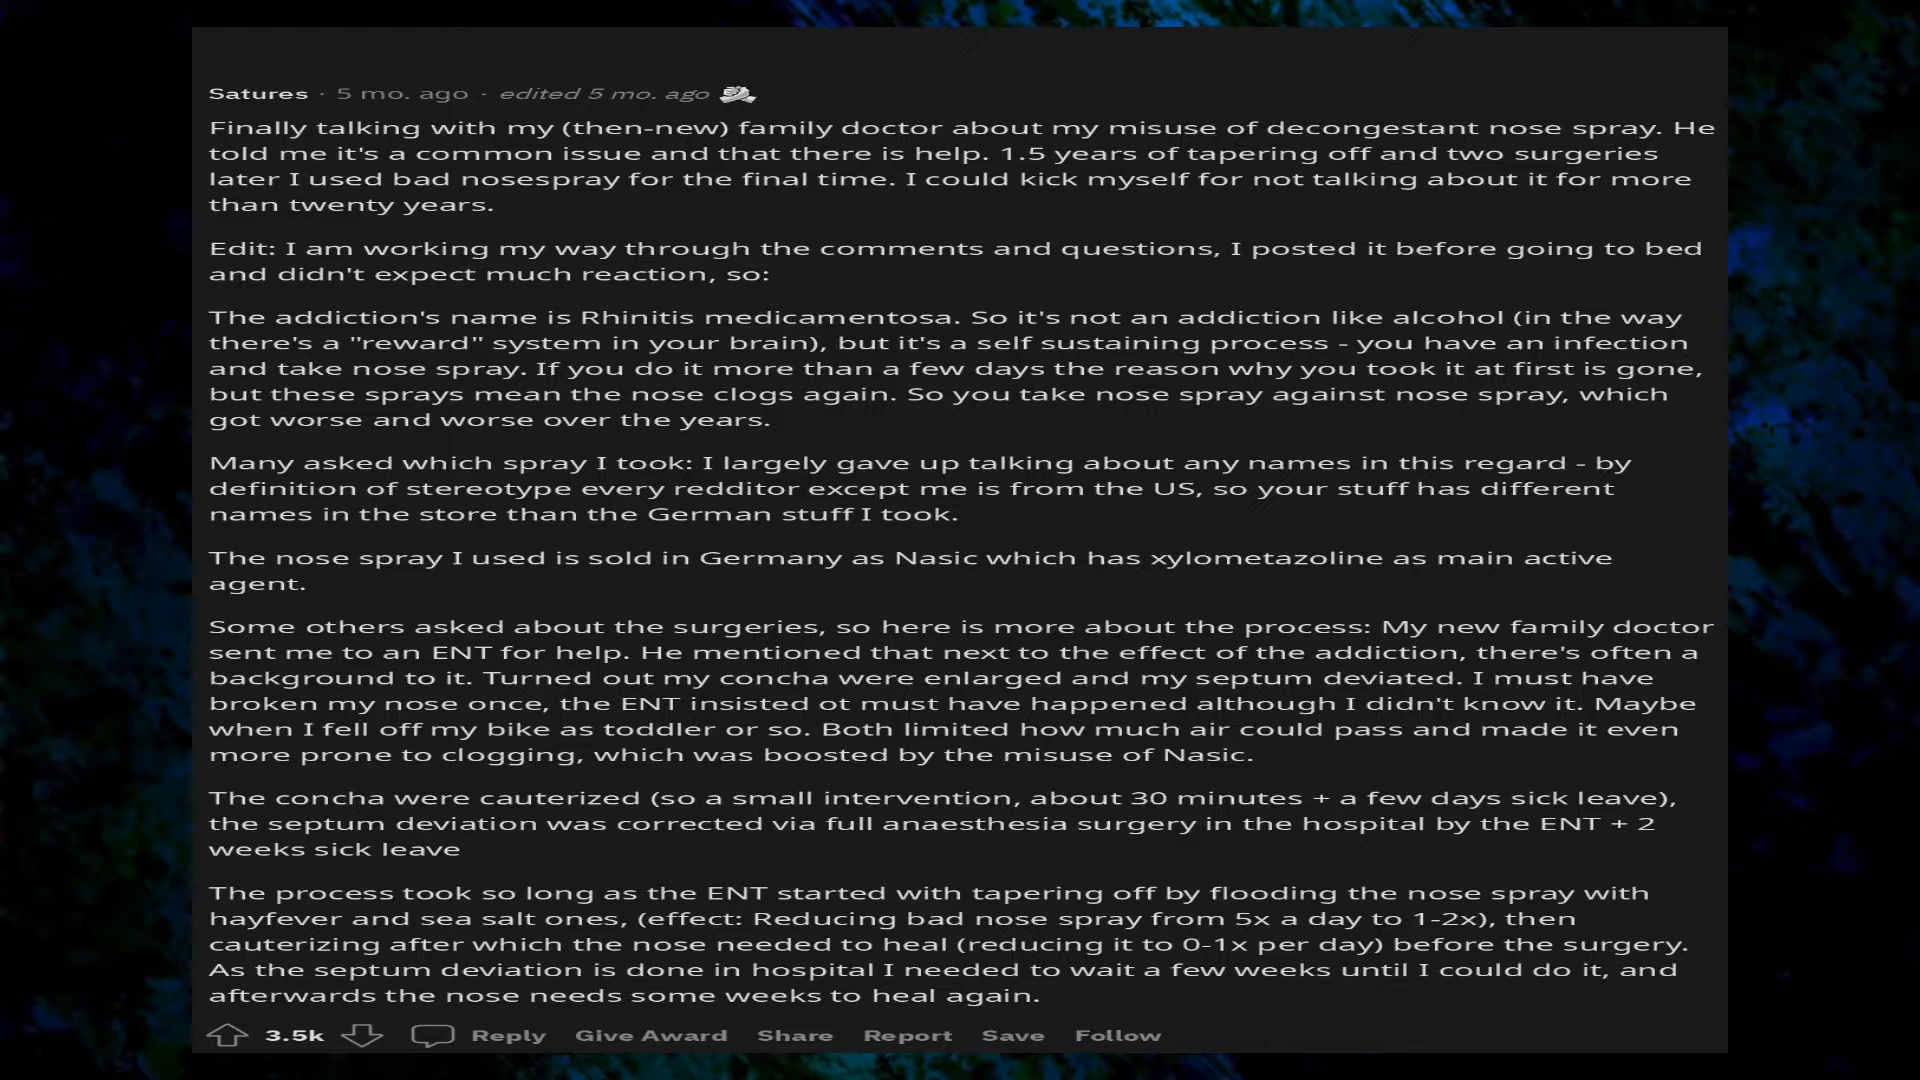 Satures · 5 mo. ago · edited 5 mo. ago
Finally talking with my (then-new) family doctor about my misuse of decongestant nose spray. He
told me it's a common issue and that there is help. 1.5 years of tapering off and two surgeries
later I used bad nosespray for the final time. I could kick myself for not talking about it for more
than twenty years.
Edit: I am working my way through the comments and questions, I posted it before going to bed
and didn't expect much reaction, so:
The addiction's name is Rhinitis medicamentosa. So it's not an addiction like alcohol (in the way
there's a "reward" system in your brain), but it's a self sustaining process - you have an infection
and take nose spray. If you do it more than a few days the reason why you took it at first is gone,
but these sprays mean the nose clogs again. So you take nose spray against nose spray, which
got worse and worse over the years.
Many asked which spray I took: I largely gave up talking about any names in this regard - by
definition of stereotype every redditor except me is from the US, so your stuff has different
names in the store than the German stuff I took.
The nose spray I used is sold in Germany as Nasic which has xylometazoline as main active
agent.
Some others asked about the surgeries, so here is more about the process: My new family doctor
sent me to an ENT for help. He mentioned that next to the effect of the addiction, there's often a
background to it. Turned out my concha were enlarged and my septum deviated. I must have
broken my nose once, the ENT insisted ot must have happened although I didn't know it. Maybe
when I fell off my bike as toddler or so. Both limited how much air could pass and made it even
more prone to clogging, which was boosted by the misuse of Nasic.
The concha were cauterized (so a small intervention, about 30 minutes + a few days sick leave),
the septum deviation was corrected via full anaesthesia surgery in the hospital by the ENT + 2
weeks sick leave
The process took so long as the ENT started with tapering off by flooding the nose spray with
hayfever and sea salt ones, (effect: Reducing bad nose spray from 5x a day to 1-2x), then
cauterizing after which the nose needed to heal (reducing it to 0-1x per day) before the surgery.
As the septum deviation is done in hospital I needed to wait a few weeks until I could do it, and
afterwards the nose needs some weeks to heal again.
3.5k Reply Give Award Share Report Save Follow